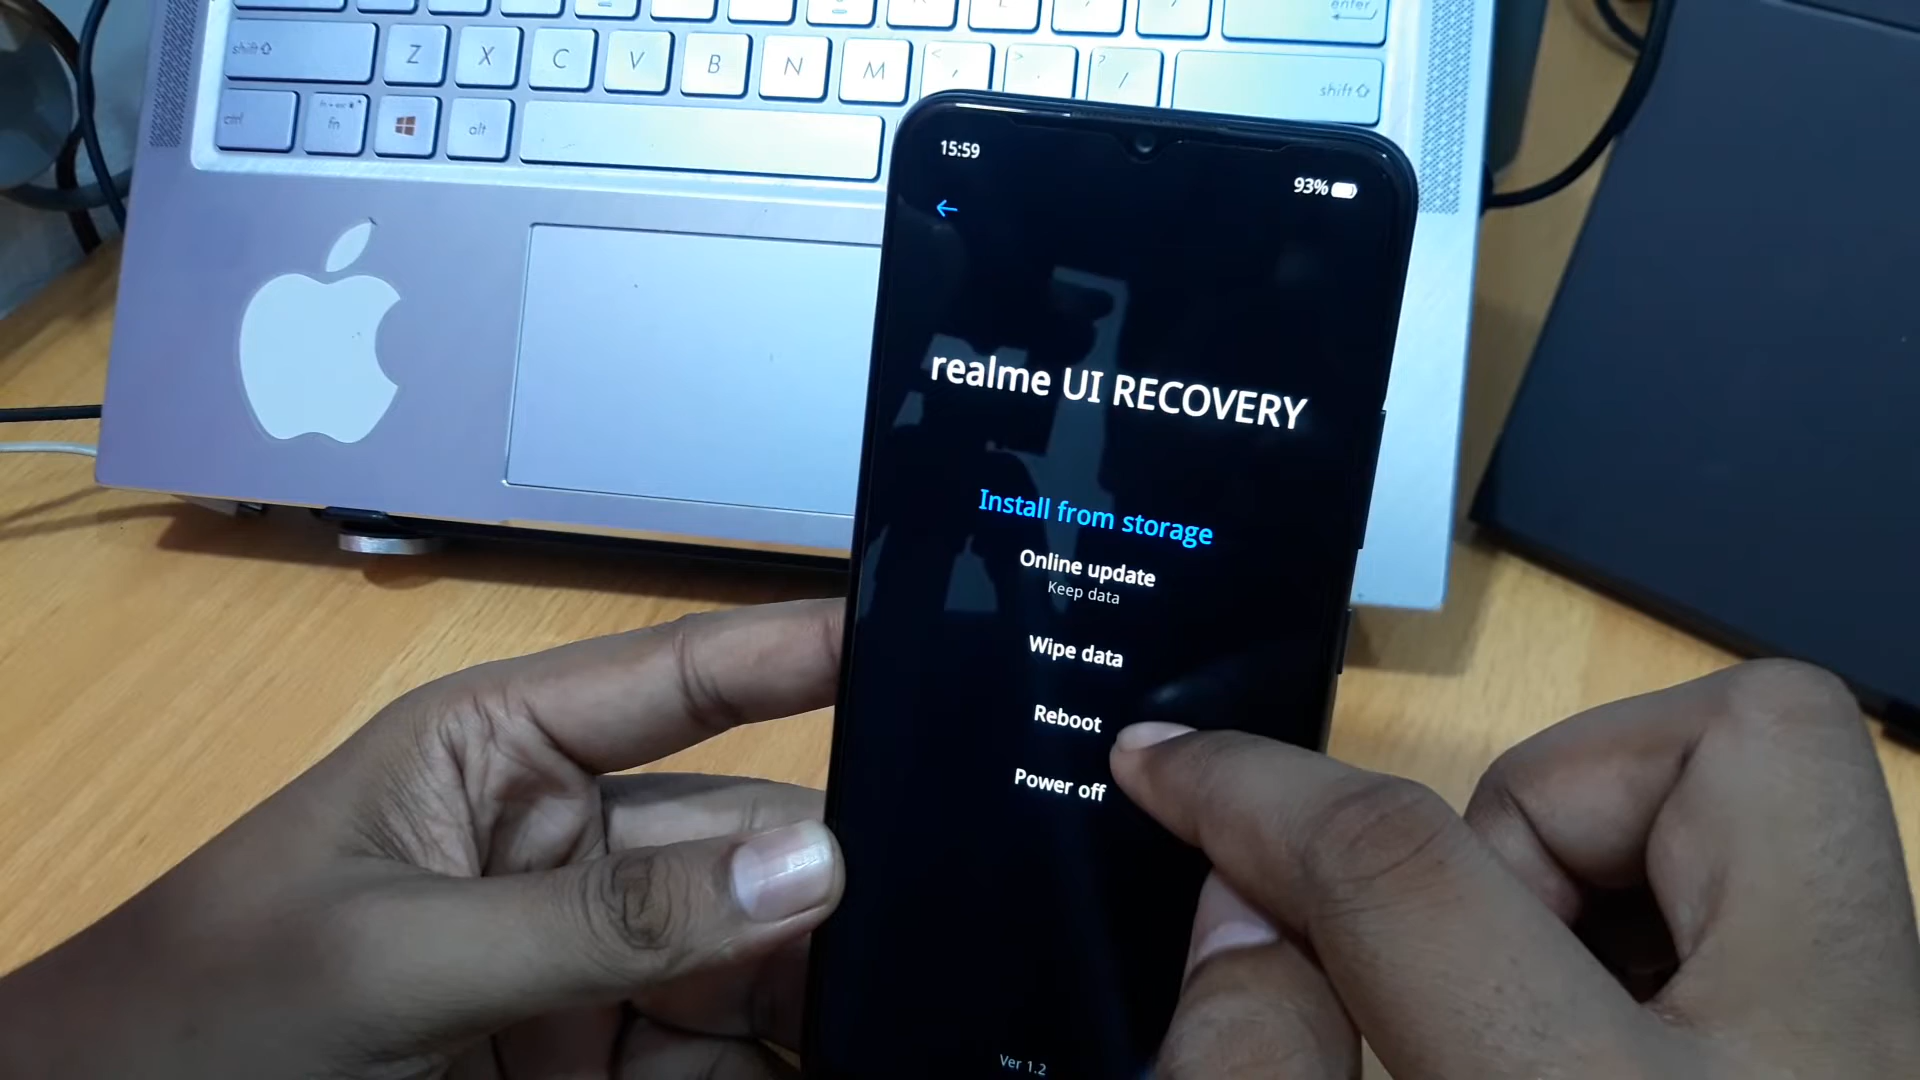 enter
shift Z X C V B N M < , > . ? / shift
ctrl fn alt
15:59
93%
←
realme UI RECOVERY
Install from storage
Online update
Keep data
Wipe data
Reboot
Power off
Ver 1.2